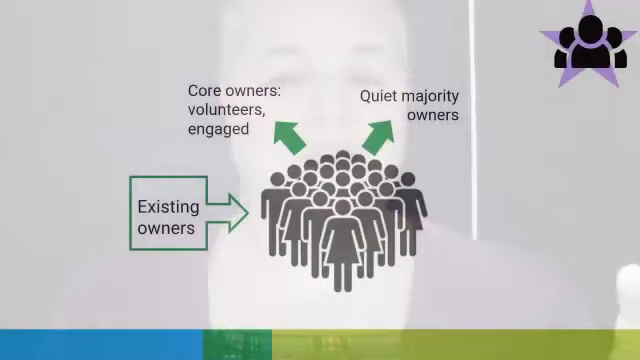 Core owners:
volunteers,
engaged
Quiet majority
owners
Existing
owners